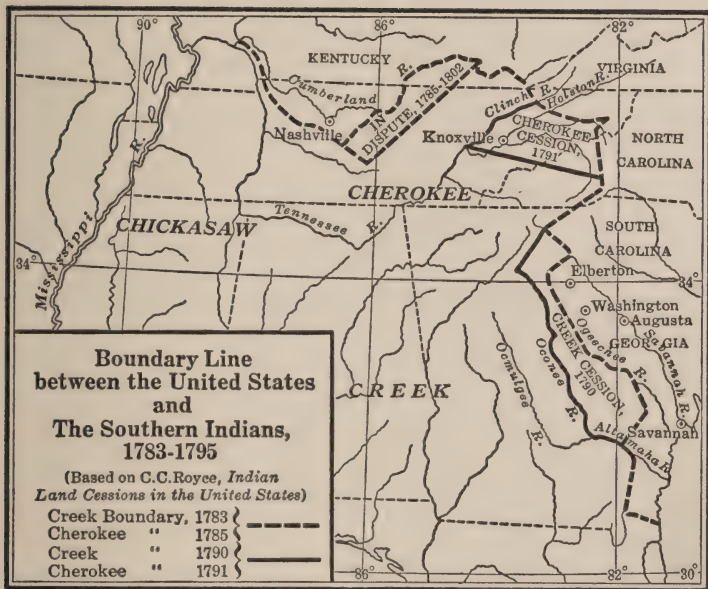 90°
86°
82°
KENTUCKY
VIRGINIA
Cumberland
R.
IN
DISPUTE, 1785-1802
Clinch R.
Holston R.
Nashville
Knoxville
CHEROKEE
CESSION,
1791
NORTH
CAROLINA
CHEROKEE
CHICKASAW
Tennessee
R.
Mississippi
R.
SOUTH
CAROLINA
34°
34°
Elberton
Washington
Augusta
GEORGIA
Savannah R.
Ogeechee R.
CREEK CESSION,
1790
Oconee R.
Ocmulgee
R.
CREEK
Altamaha R.
Savannah
86°
82°
30°
Boundary Line
between the United States
and
The Southern Indians,
1783-1795
(Based on C.C.Royce, Indian
Land Cessions in the United States)
Creek Boundary, 1783
Cherokee “ 1785
Creek “ 1790
Cherokee “ 1791